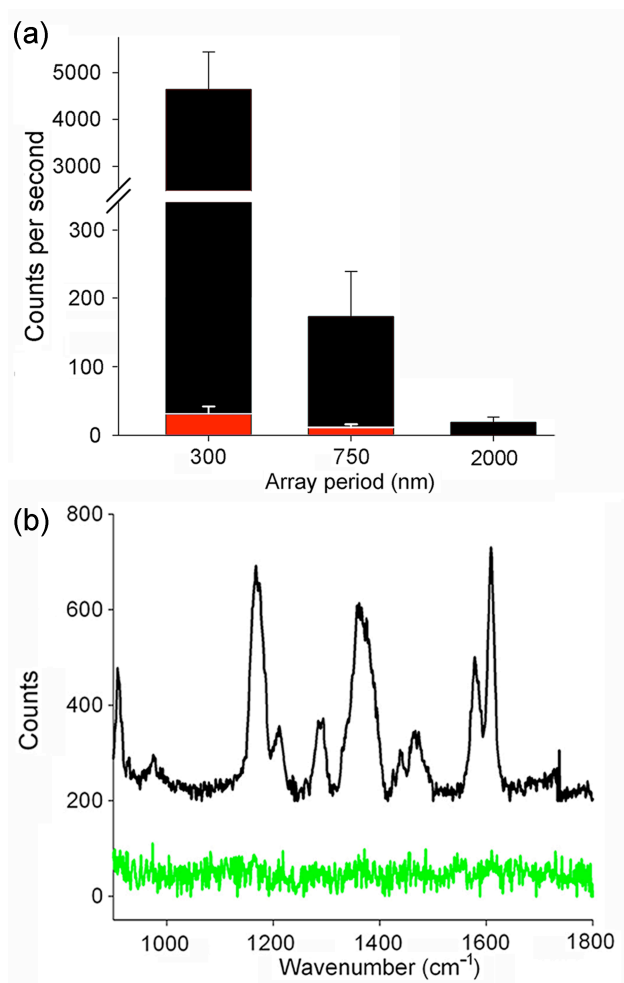 (a)
Counts per second
5000
4000
3000
300
200
100
0
300 750 2000
Array period (nm)
(b)
Counts
800
600
400
200
0
1000 1200 1400 1600 1800
Wavenumber (cm⁻¹)